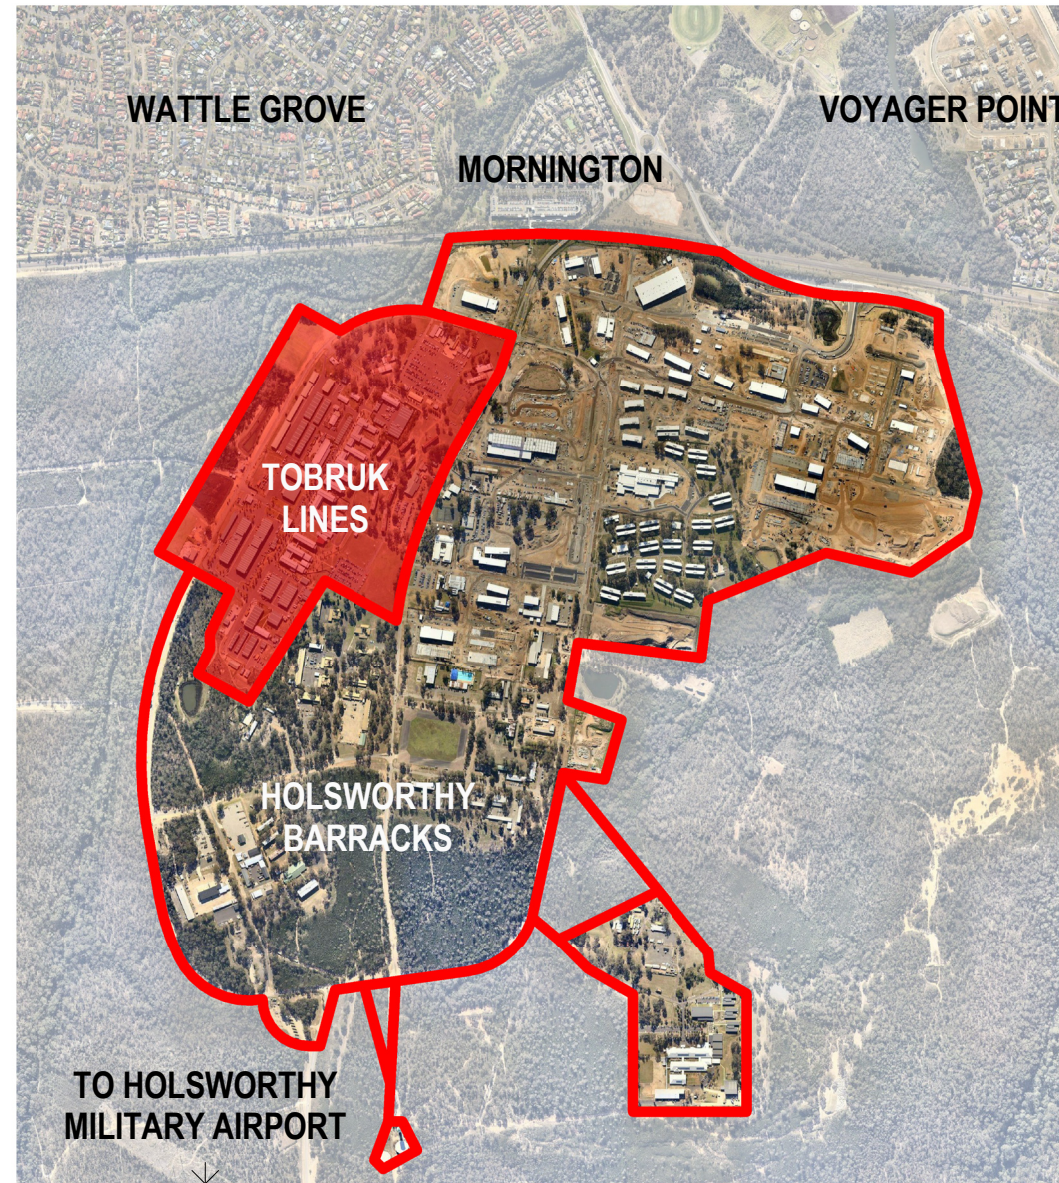 WATTLE GROVE
VOYAGER POINT
MORNINGTON
TOBRUK
LINES
HOLSWORTHY
BARRACKS
TO HOLSWORTHY
MILITARY AIRPORT